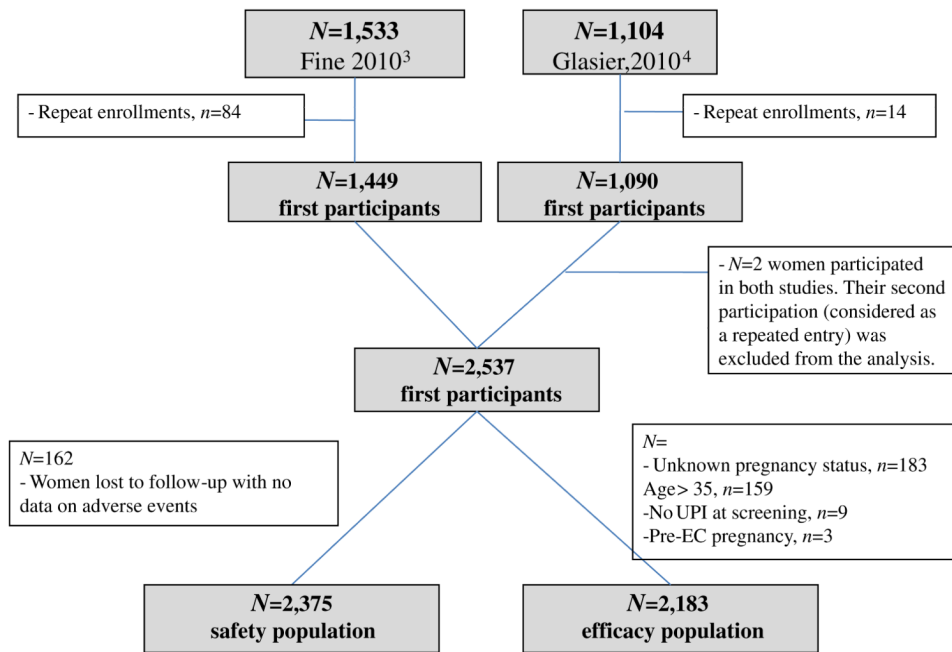 N=1,533
Fine 2010³
N=1,104
Glasier,2010⁴
- Repeat enrollments, n=84
- Repeat enrollments, n=14
N=1,449
first participants
N=1,090
first participants
- N=2 women participated
in both studies. Their second
participation (considered as
a repeated entry) was
excluded from the analysis.
N=2,537
first participants
N=162
- Women lost to follow-up with no
data on adverse events
N=
- Unknown pregnancy status, n=183
Age> 35, n=159
-No UPI at screening, n=9
-Pre-EC pregnancy, n=3
N=2,375
safety population
N=2,183
efficacy population